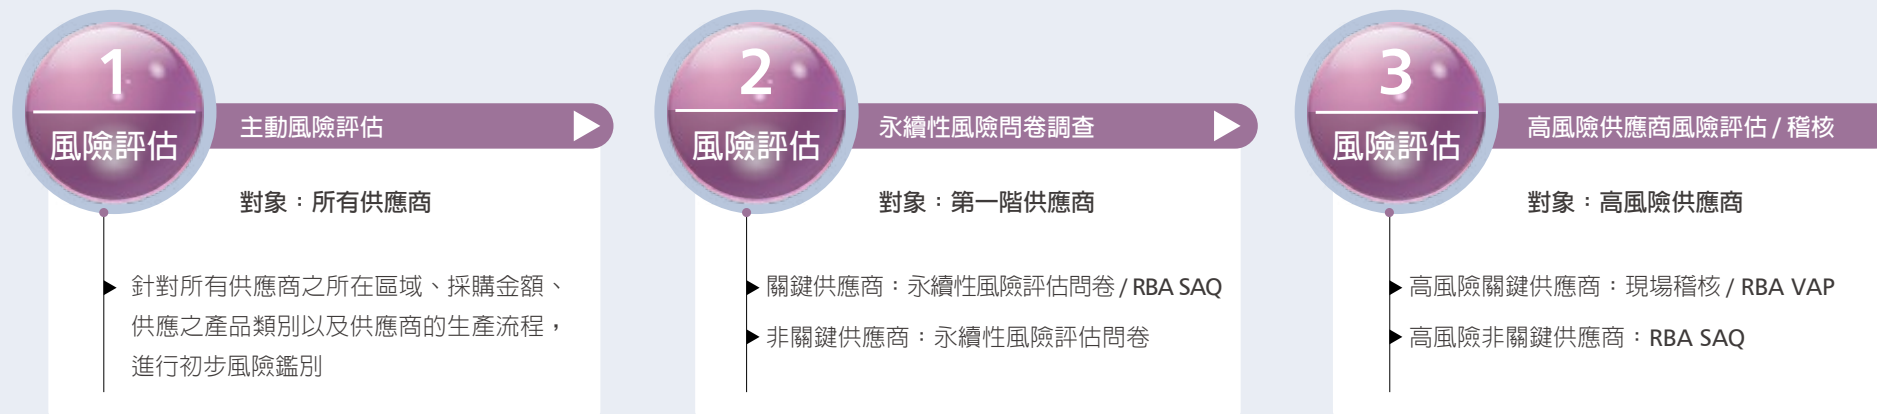 1
風險評估
主動風險評估
對象：所有供應商
針對所有供應商之所在區域、採購金額、
供應之產品類別以及供應商的生產流程，
進行初步風險鑑別
2
風險評估
永續性風險問卷調查
對象：第一階供應商
關鍵供應商：永續性風險評估問卷 / RBA SAQ
非關鍵供應商：永續性風險評估問卷
3
風險評估
高風險供應商風險評估 / 稽核
對象：高風險供應商
高風險關鍵供應商：現場稽核 / RBA VAP
高風險非關鍵供應商：RBA SAQ